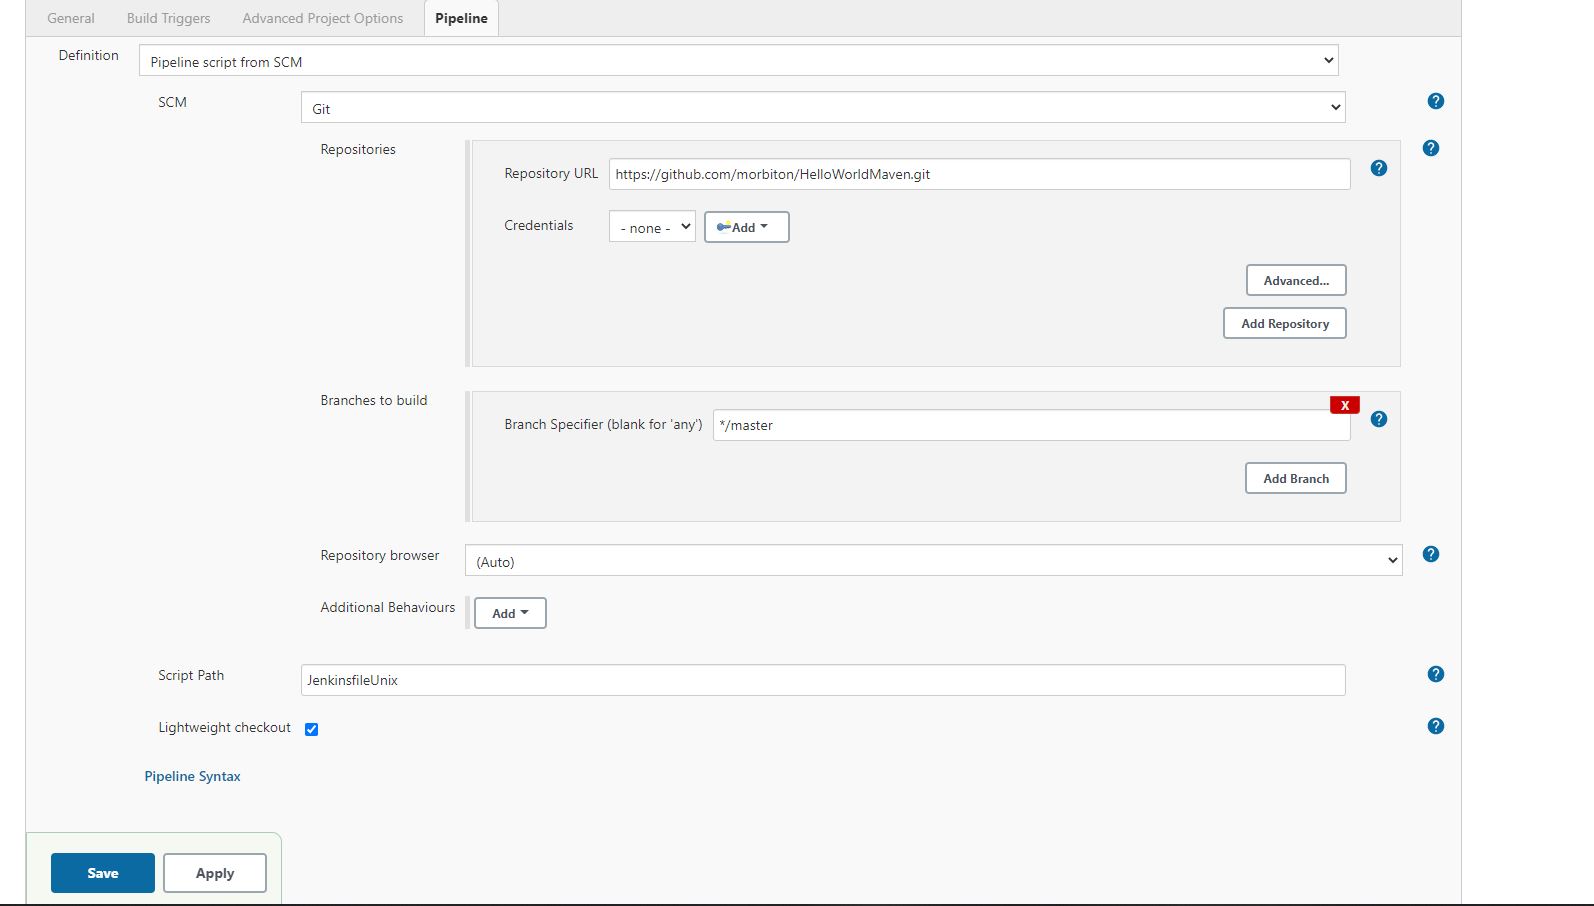 General Build Triggers Advanced Project Options Pipeline
Definition Pipeline script from SCM
SCM Git ?
Repositories ?
Repository URL https://github.com/morbiton/HelloWorldMaven.git ?
Credentials - none - Add
Advanced...
Add Repository
Branches to build X
Branch Specifier (blank for 'any') */master ?
Add Branch
Repository browser (Auto) ?
Additional Behaviours Add
Script Path JenkinsfileUnix ?
Lightweight checkout ?
Pipeline Syntax
Save Apply